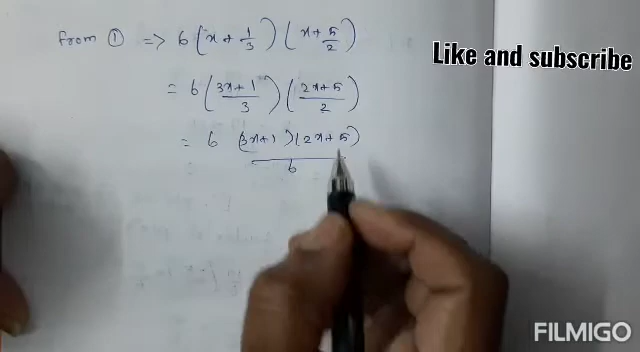 from ① => 6 (x + 1/3) (x + 5/2)
Like and subscribe
= 6 (3x+1/3) (2x+5/2)
= 6 (3x+1)(2x+5)/6
FILMIGO